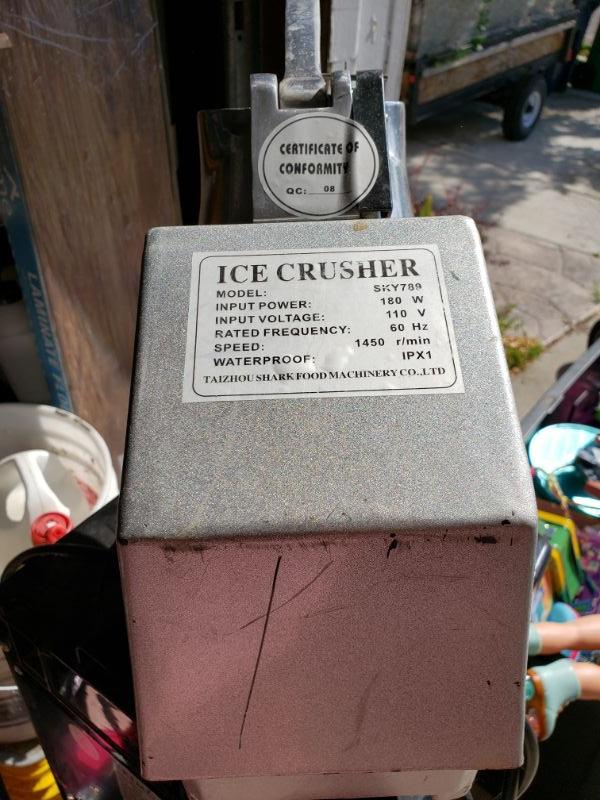 CERTIFICATE OF
CONFORMITY
QC: 08
ICE CRUSHER
MODEL: SKY789
INPUT POWER: 180 W
INPUT VOLTAGE: 110 V
RATED FREQUENCY: 60 Hz
SPEED: 1450 r/min
WATERPROOF: IPX1
TAIZHOU SHARK FOOD MACHINERY CO.,LTD
LAMINATE